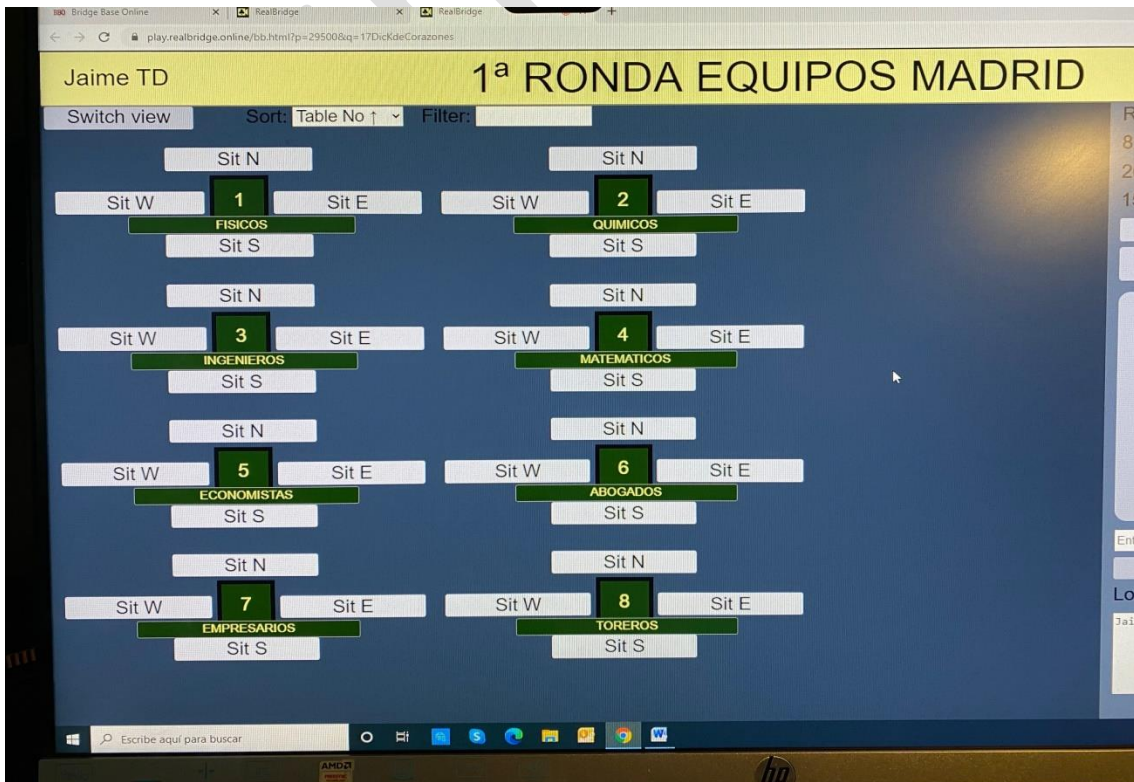 Bridge Base Online RealBridge RealBridge
play.realbridge.online/bb.html?p=29500&q=17DicKdeCorazones
Jaime TD 1ª RONDA EQUIPOS MADRID
Switch view Sort: Table No ↑ Filter:
Sit N Sit N
Sit W 1 Sit E Sit W 2 Sit E
FISICOS QUIMICOS
Sit S Sit S
Sit N Sit N
Sit W 3 Sit E Sit W 4 Sit E
INGENIEROS MATEMATICOS
Sit S Sit S
Sit N Sit N
Sit W 5 Sit E Sit W 6 Sit E
ECONOMISTAS ABOGADOS
Sit S Sit S
Sit N Sit N
Sit W 7 Sit E Sit W 8 Sit E
EMPRESARIOS TOREROS
Sit S Sit S
Escribe aquí para buscar
AMD hp